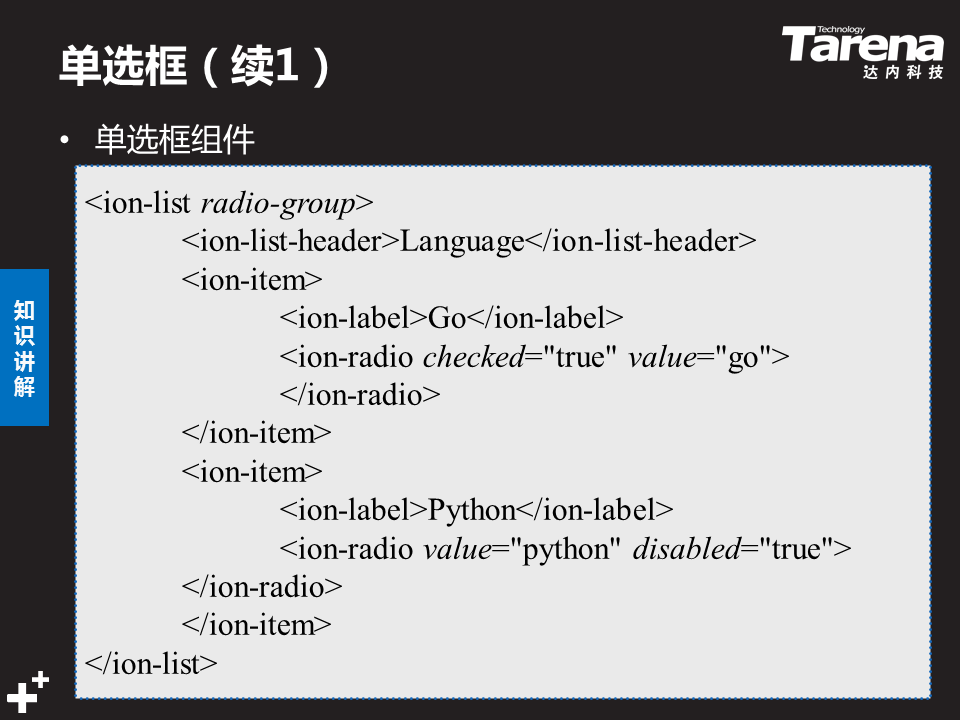 单选框（续1）
Technology
Tarena
达内科技
• 单选框组件
<ion-list radio-group>
<ion-list-header>Language</ion-list-header>
<ion-item>
<ion-label>Go</ion-label>
<ion-radio checked="true" value="go">
</ion-radio>
</ion-item>
<ion-item>
<ion-label>Python</ion-label>
<ion-radio value="python" disabled="true">
</ion-radio>
</ion-item>
</ion-list>
知识讲解